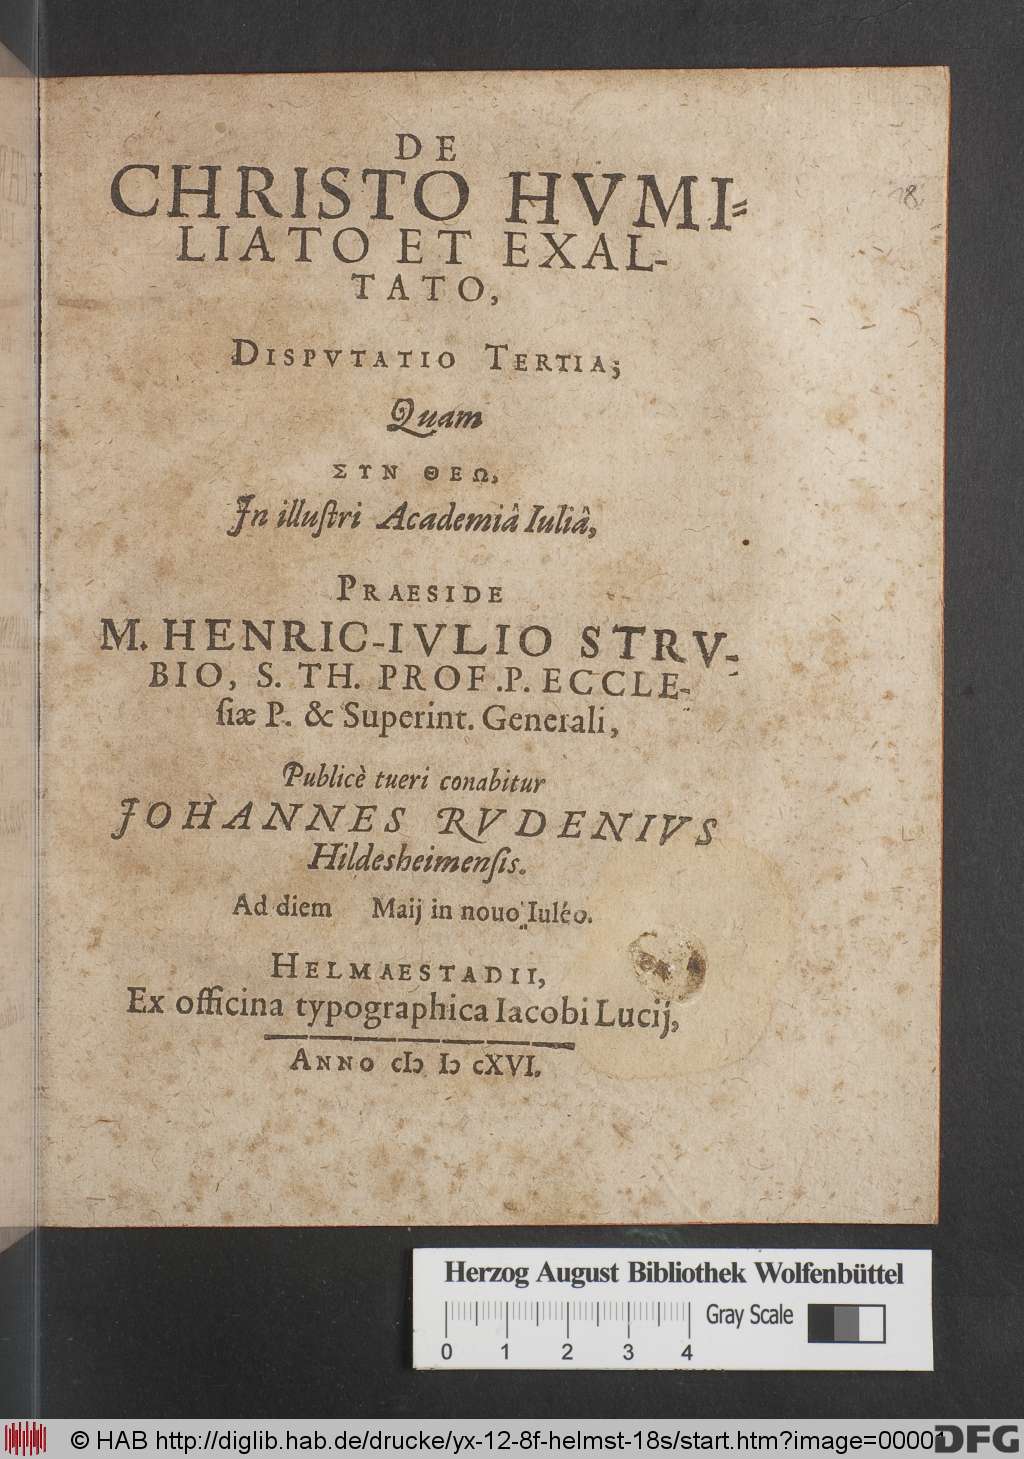 DE
CHRISTO HVMI-
LIATO ET EXAL-
TATO,
DISPVTATIO TERTIA;
Quam
ΣΥΝ ΘΕΩ,
In illustri Academiâ Iuliâ,
PRAESIDE
M. HENRIC-IVLIO STRV-
BIO, S. TH. PROF. P. ECCLE-
siæ P. & Superint. Generali,
Publicè tueri conabitur
JOHANNES RVDENIVS
Hildesheimensis.
Ad diem Maij in nouo Iuléo.
HELMAESTADII,
Ex officina typographica Iacobi Lucij,
ANNO cIɔ Iɔ cXVI.
18
Herzog August Bibliothek Wolfenbüttel
Gray Scale
0 1 2 3 4
© HAB http://diglib.hab.de/drucke/yx-12-8f-helmst-18s/start.htm?image=00001
DFG